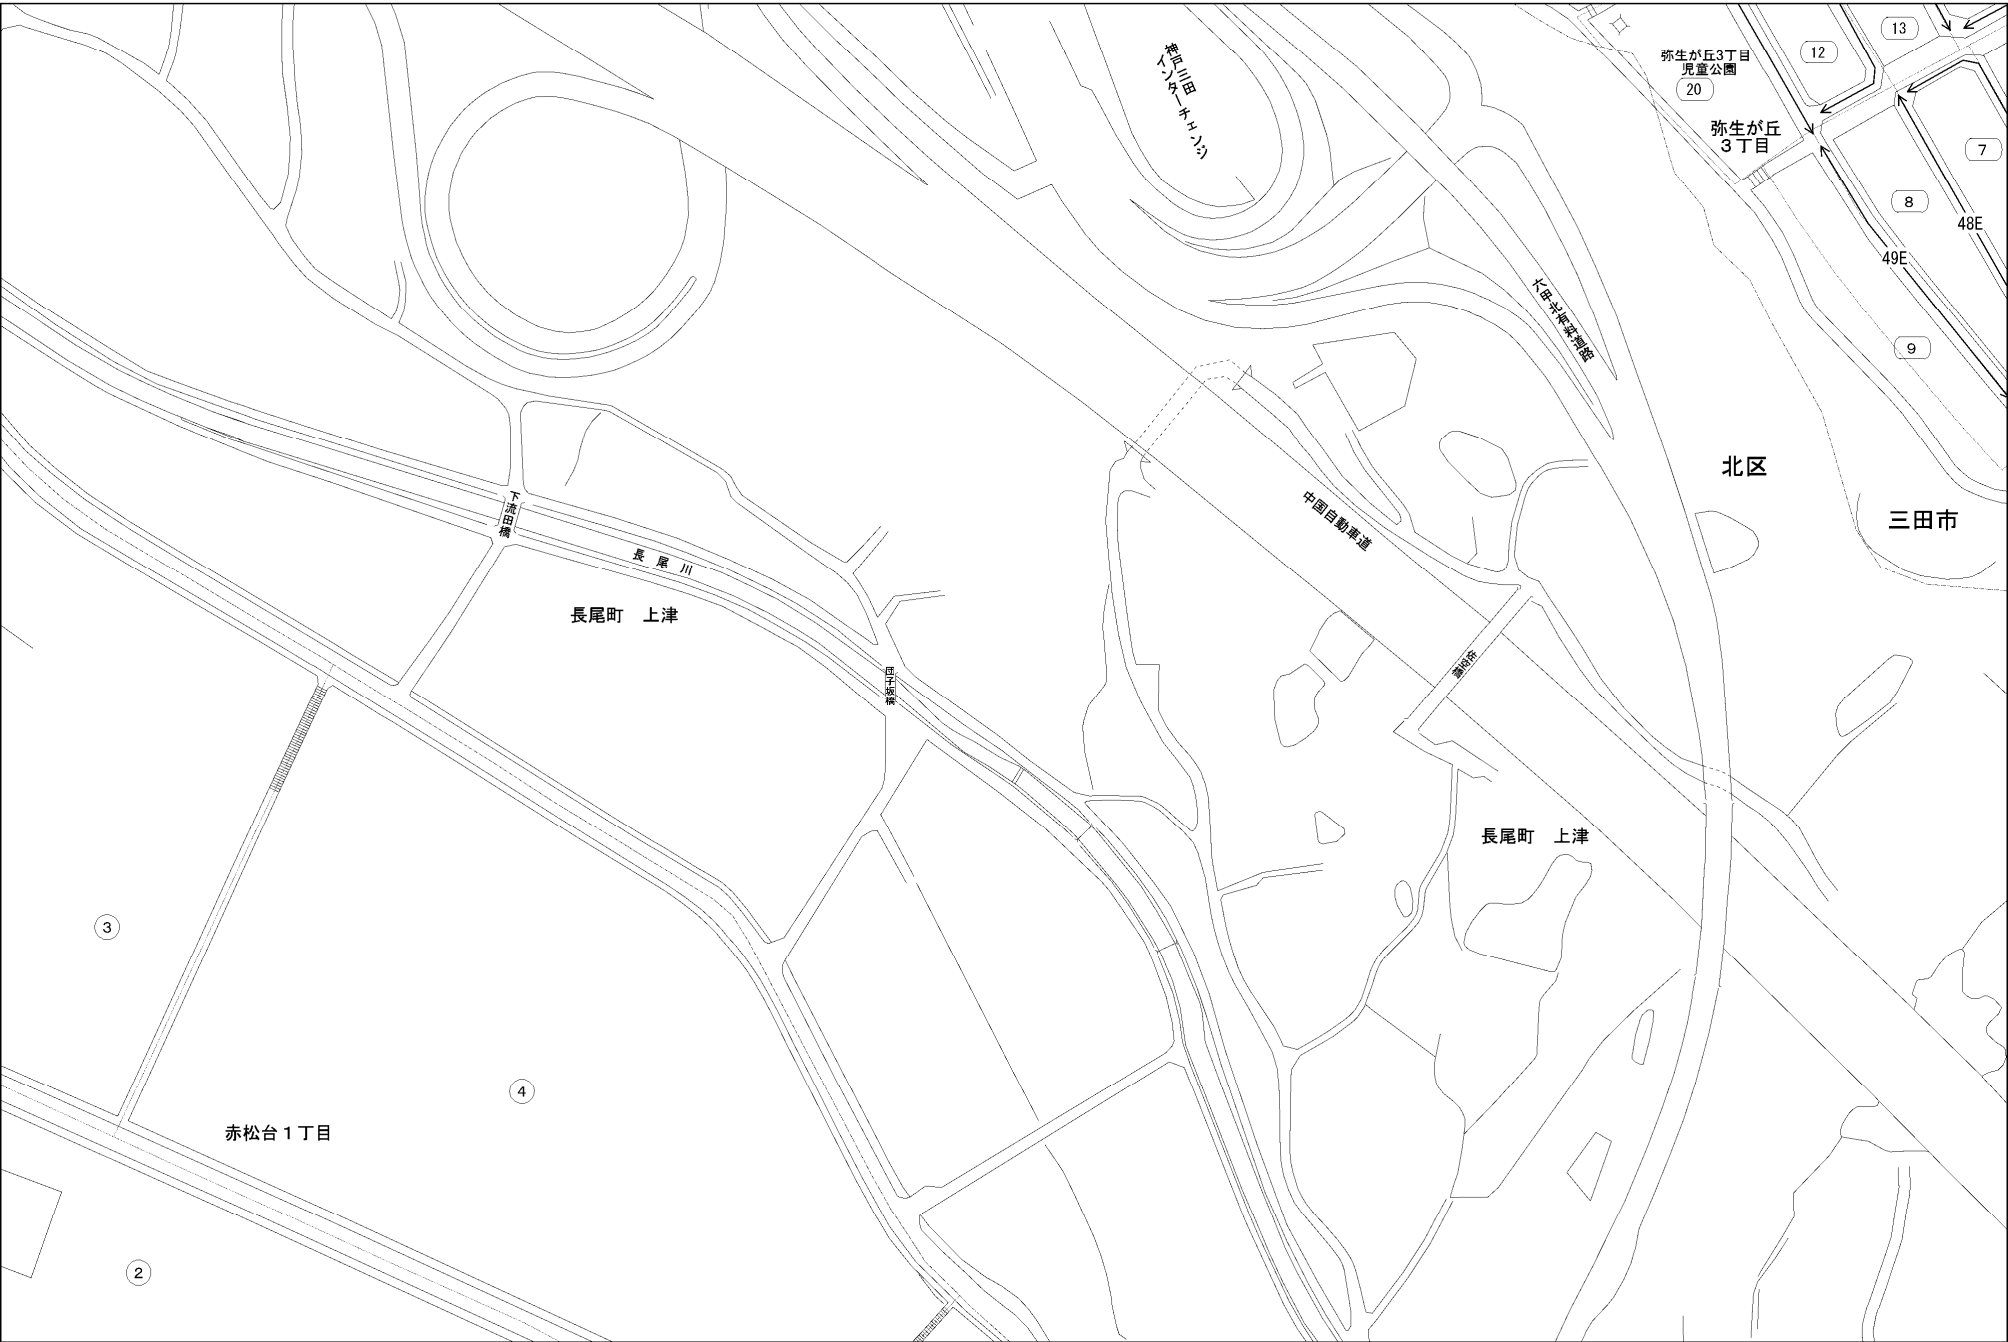 13
12
弥生が丘3丁目
児童公園
20
弥生が丘
3丁目
7
8
48E
49E
9
神戸三田
インターチェンジ
六甲北有料道路
北区
三田市
中国自動車道
下流田橋
長尾川
長尾町 上津
団子坂橋
長尾町 上津
3
4
赤松台1丁目
2